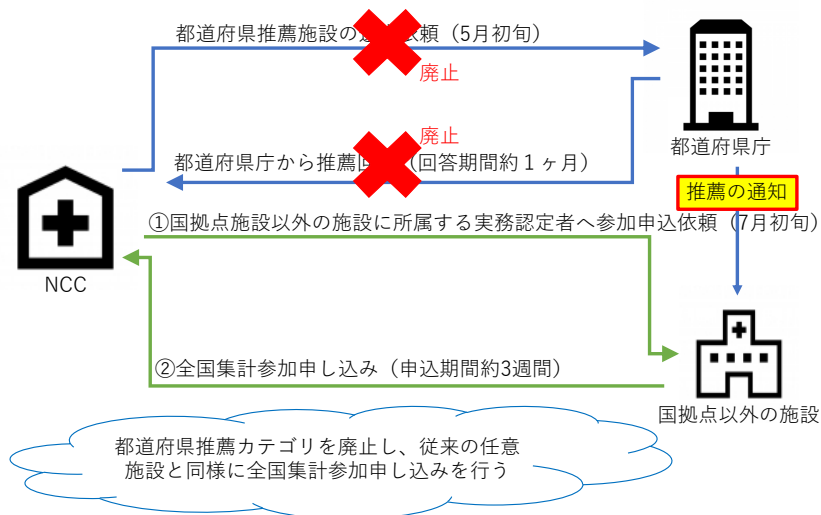 都道府県推薦施設の 依頼（5月初旬）
廃止
廃止
都道府県庁から推薦 （回答期間約１ヶ月）
都道府県庁
推薦の通知
①国拠点施設以外の施設に所属する実務認定者へ参加申込依頼（7月初旬）
NCC
②全国集計参加申し込み（申込期間約3週間）
国拠点以外の施設
都道府県推薦カテゴリを廃止し、従来の任意
施設と同様に全国集計参加申し込みを行う